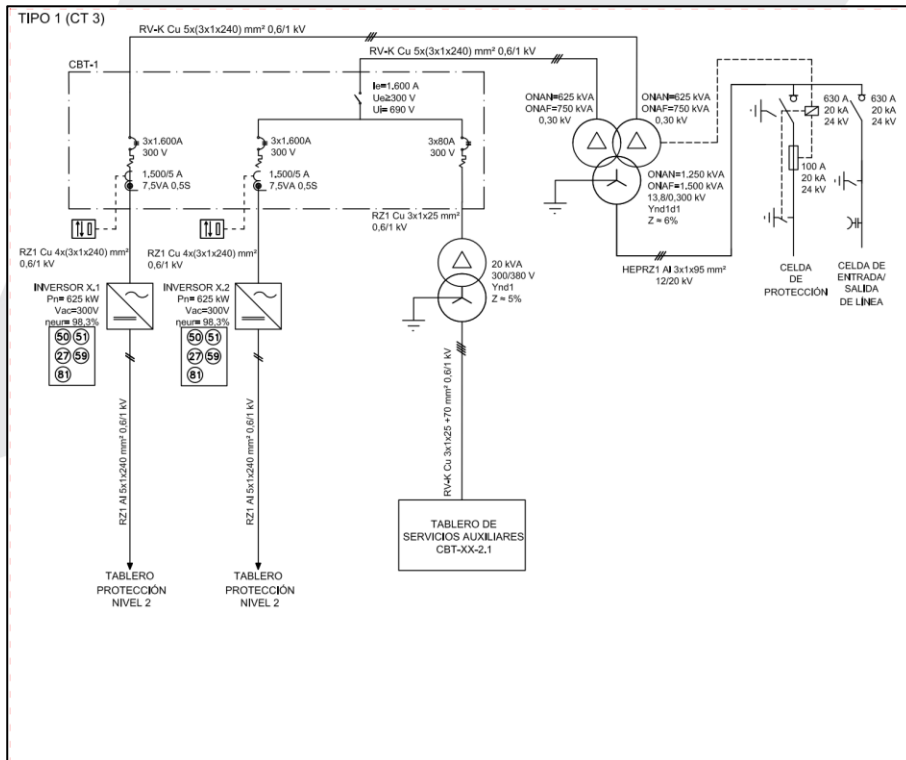 TIPO 1 (CT 3)
RV-K Cu 5x(3x1x240) mm² 0,6/1 kV
RV-K Cu 5x(3x1x240) mm² 0,6/1 kV
CBT-1
Ie=1.600 A
Ue≥300 V
Ui= 690 V
3x1.600A
300 V
3x1.600A
300 V
3x80A
300 V
1.500/5 A
7,5VA 0,5S
1.500/5 A
7,5VA 0,5S
ONAN=625 kVA
ONAF=750 kVA
0,30 kV
ONAN=625 kVA
ONAF=750 kVA
0,30 kV
ONAN=1.250 kVA
ONAF=1.500 kVA
13,8/0,300 kV
Ynd1d1
Z ≈ 6%
630 A
20 kA
24 kV
630 A
20 kA
24 kV
100 A
20 kA
24 kV
RZ1 Cu 3x1x25 mm²
0,6/1 kV
RZ1 Cu 4x(3x1x240) mm²
0,6/1 kV
RZ1 Cu 4x(3x1x240) mm²
0,6/1 kV
HEPRZ1 Al 3x1x95 mm²
12/20 kV
CELDA
DE
PROTECCIÓN
CELDA DE
ENTRADA/
SALIDA
DE LÍNEA
20 kVA
300/380 V
Ynd1
Z ≈ 5%
INVERSOR X.1
Pn = 625 kW
Vac=300V
neur= 98,3%
50 51
27 59
81
INVERSOR X.2
Pn = 625 kW
Vac=300V
neur= 98,3%
50 51
27 59
81
RZ1 Al 5x1x240 mm² 0,6/1 kV
RZ1 Al 5x1x240 mm² 0,6/1 kV
RV-K Cu 3x1x25 +70 mm² 0,6/1 kV
TABLERO DE
SERVICIOS AUXILIARES
CBT-XX-2.1
TABLERO
PROTECCIÓN
NIVEL 2
TABLERO
PROTECCIÓN
NIVEL 2